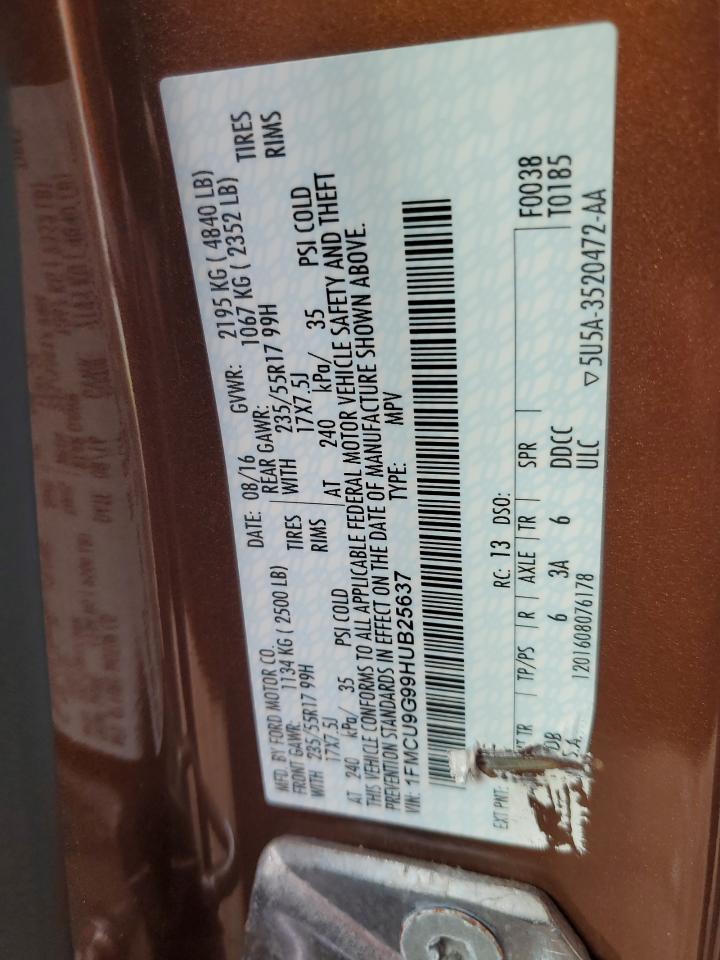 MFD. BY FORD MOTOR CO.
DATE: 08/16 GVWR: 2195 KG ( 4840 LB)
FRONT GAWR: 1134 KG ( 2500 LB)
REAR GAWR: 1067 KG ( 2352 LB)
WITH 235/55R17 99H TIRES
WITH 235/55R17 99H TIRES
17X7.5J RIMS
17X7.5J RIMS
AT 240 kPa/ 35 PSI COLD
AT 240 kPa/ 35 PSI COLD
THIS VEHICLE CONFORMS TO ALL APPLICABLE FEDERAL MOTOR VEHICLE SAFETY AND THEFT
PREVENTION STANDARDS IN EFFECT ON THE DATE OF MANUFACTURE SHOWN ABOVE.
VIN: 1FMCU9G99HUB25637 TYPE: MPV
EXT PNT: RC: 13 DSO: F0038
T01B5
TR TP/PS R AXLE TR SPR
6 3A 6 DDCC
1201608076178 ULC
▽5U5A-3520472-AA